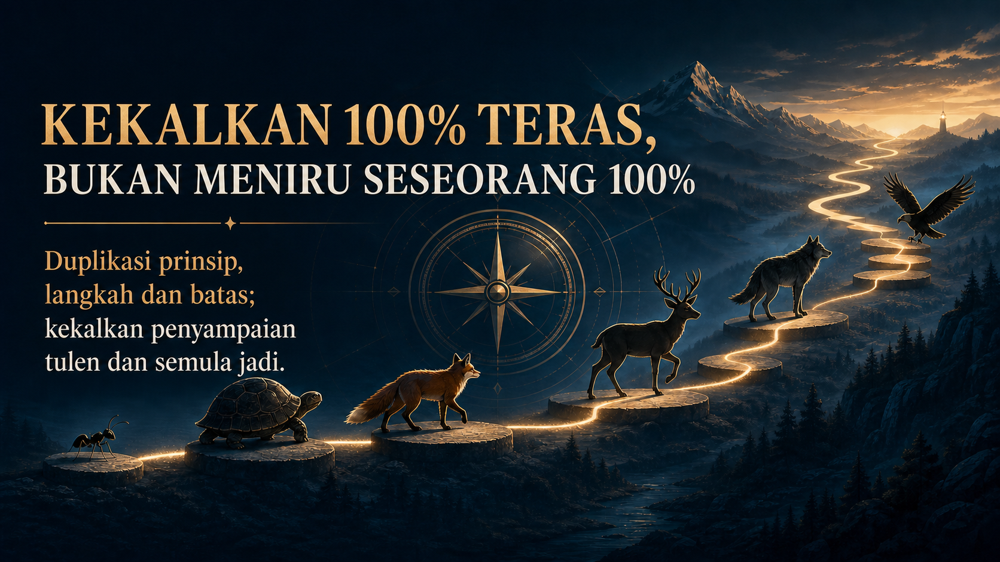 KEKALKAN 100% TERAS,
BUKAN MENIRU SESEORANG 100%
Duplikasi prinsip,
langkah dan batas;
kekalkan penyampaian
tulen dan semula jadi.